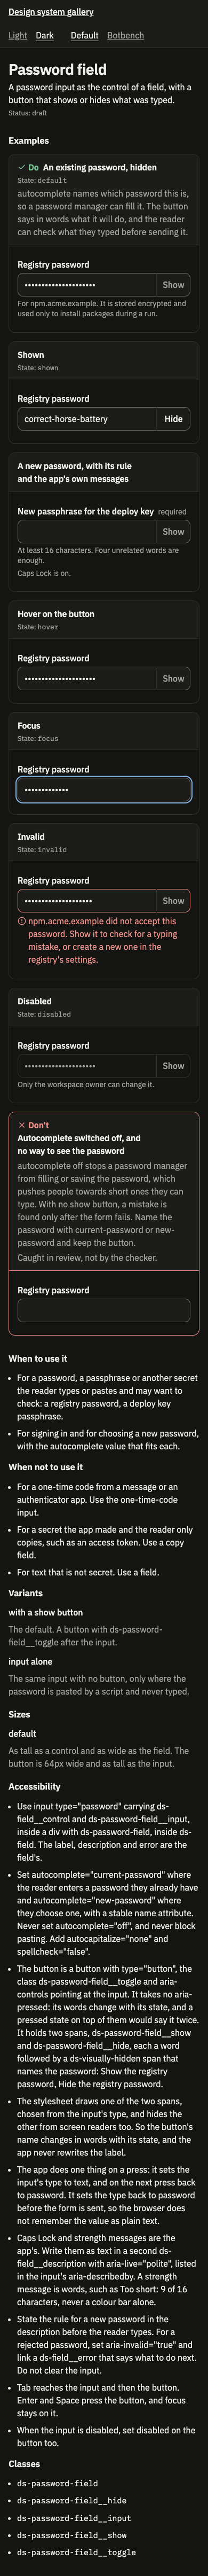 Design system gallery
Light Dark Default Botbench
Password field
A password input as the control of a field, with a
button that shows or hides what was typed.
Status: draft
Examples
Do An existing password, hidden
State: default
autocomplete names which password this is,
so a password manager can fill it. The button
says in words what it will do, and the reader
can check what they typed before sending it.
Registry password
Show
For npm.acme.example. It is stored encrypted and
used only to install packages during a run.
Shown
State: shown
Registry password
correct-horse-battery Hide
A new password, with its rule
and the app's own messages
New passphrase for the deploy key required
Show
At least 16 characters. Four unrelated words are
enough.
Caps Lock is on.
Hover on the button
State: hover
Registry password
Show
Focus
State: focus
Registry password
Invalid
State: invalid
Registry password
Show
npm.acme.example did not accept this
password. Show it to check for a typing
mistake, or create a new one in the
registry's settings.
Disabled
State: disabled
Registry password
Show
Only the workspace owner can change it.
Don't
Autocomplete switched off, and
no way to see the password
autocomplete off stops a password manager
from filling or saving the password, which
pushes people towards short ones they can
type. With no show button, a mistake is
found only after the form fails. Name the
password with current-password or new-
password and keep the button.
Caught in review, not by the checker.
Registry password
When to use it
• For a password, a passphrase or another secret
the reader types or pastes and may want to
check: a registry password, a deploy key
passphrase.
• For signing in and for choosing a new password,
with the autocomplete value that fits each.
When not to use it
• For a one-time code from a message or an
authenticator app. Use the one-time-code
input.
• For a secret the app made and the reader only
copies, such as an access token. Use a copy
field.
• For text that is not secret. Use a field.
Variants
with a show button
The default. A button with ds-password-
field__toggle after the input.
input alone
The same input with no button, only where the
password is pasted by a script and never typed.
Sizes
default
As tall as a control and as wide as the field. The
button is 64px wide and as tall as the input.
Accessibility
• Use input type="password" carrying ds-
field__control and ds-password-field__input,
inside a div with ds-password-field, inside ds-
field. The label, description and error are the
field's.
• Set autocomplete="current-password" where
the reader enters a password they already have
and autocomplete="new-password" where
they choose one, with a stable name attribute.
Never set autocomplete="off", and never block
pasting. Add autocapitalize="none" and
spellcheck="false".
• The button is a button with type="button", the
class ds-password-field__toggle and aria-
controls pointing at the input. It takes no aria-
pressed: its words change with its state, and a
pressed state on top of them would say it twice.
It holds two spans, ds-password-field__show
and ds-password-field__hide, each a word
followed by a ds-visually-hidden span that
names the password: Show the registry
password, Hide the registry password.
• The stylesheet draws one of the two spans,
chosen from the input's type, and hides the
other from screen readers too. So the button's
name changes in words with its state, and the
app never rewrites the label.
• The app does one thing on a press: it sets the
input's type to text, and on the next press back
to password. It sets the type back to password
before the form is sent, so the browser does
not remember the value as plain text.
• Caps Lock and strength messages are the
app's. Write them as text in a second ds-
field__description with aria-live="polite", listed
in the input's aria-describedby. A strength
message is words, such as Too short: 9 of 16
characters, never a colour bar alone.
• State the rule for a new password in the
description before the reader types. For a
rejected password, set aria-invalid="true" and
link a ds-field__error that says what to do next.
Do not clear the input.
• Tab reaches the input and then the button.
Enter and Space press the button, and focus
stays on it.
• When the input is disabled, set disabled on the
button too.
Classes
• ds-password-field
• ds-password-field__hide
• ds-password-field__input
• ds-password-field__show
• ds-password-field__toggle